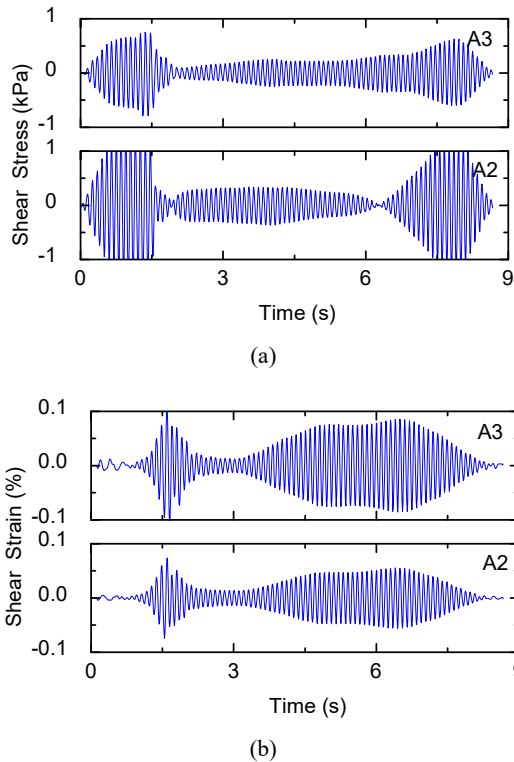 1
A3
0
-1
1
A2
0
-1
Shear Stress (kPa)
0 3 6 9
Time (s)
(a)
0.1
A3
0.0
-0.1
0.1
A2
0.0
-0.1
Shear Strain (%)
0 3 6 9
Time (s)
(b)